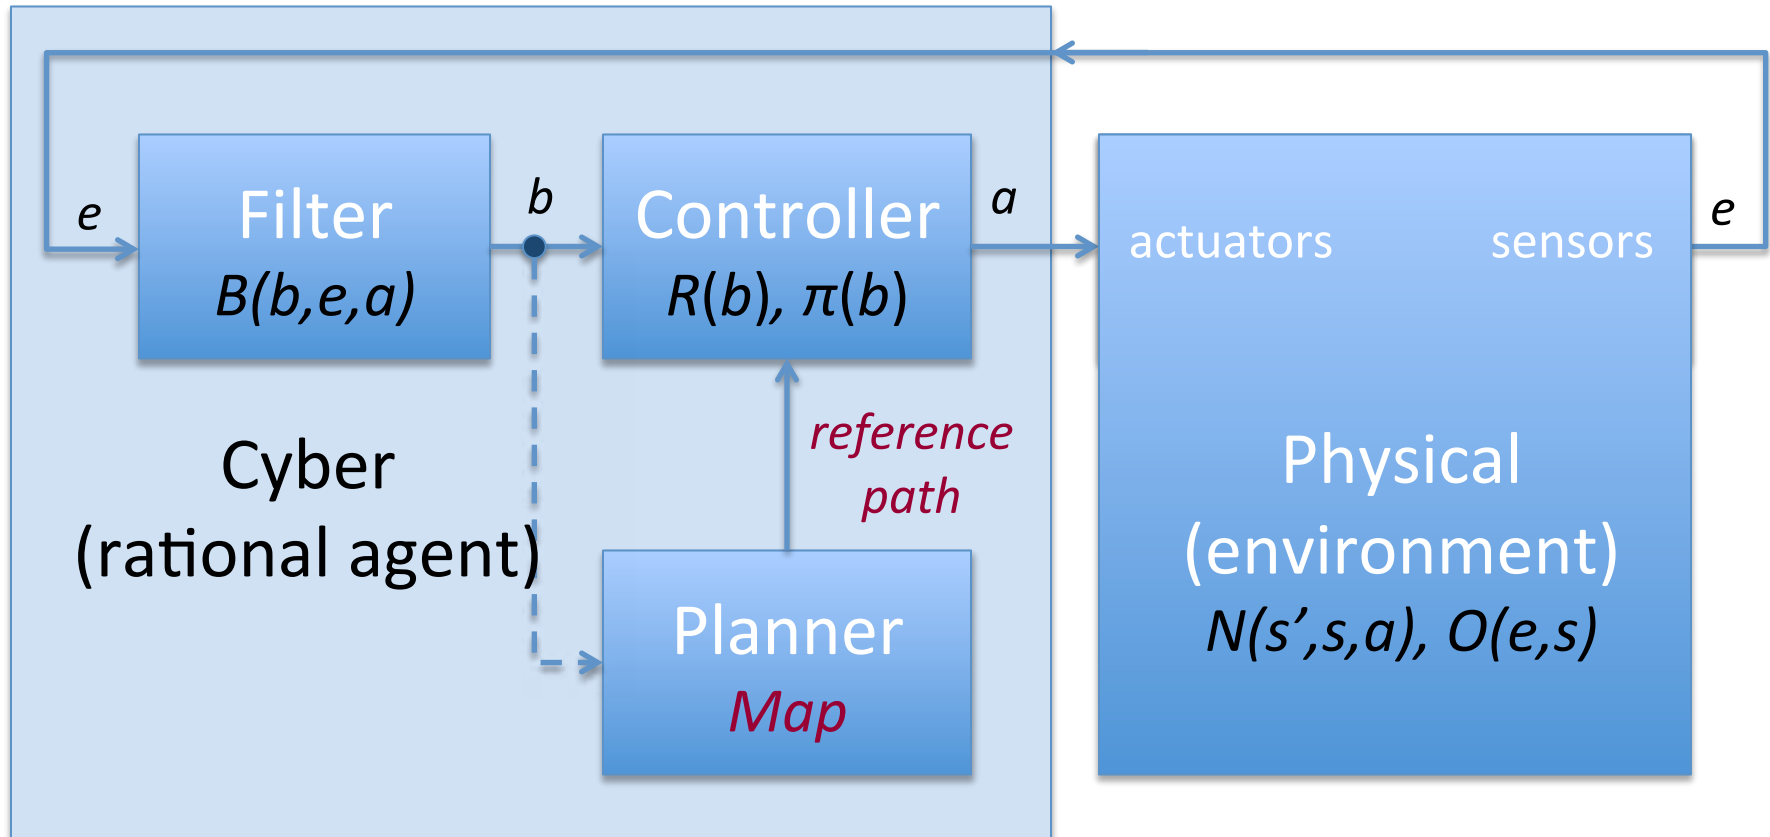 e
Filter
B(b,e,a)
b
Controller
R(b), π(b)
a
actuators
sensors
e
Cyber
(rational agent)
reference
path
Planner
Map
Physical
(environment)
N(s’,s,a), O(e,s)